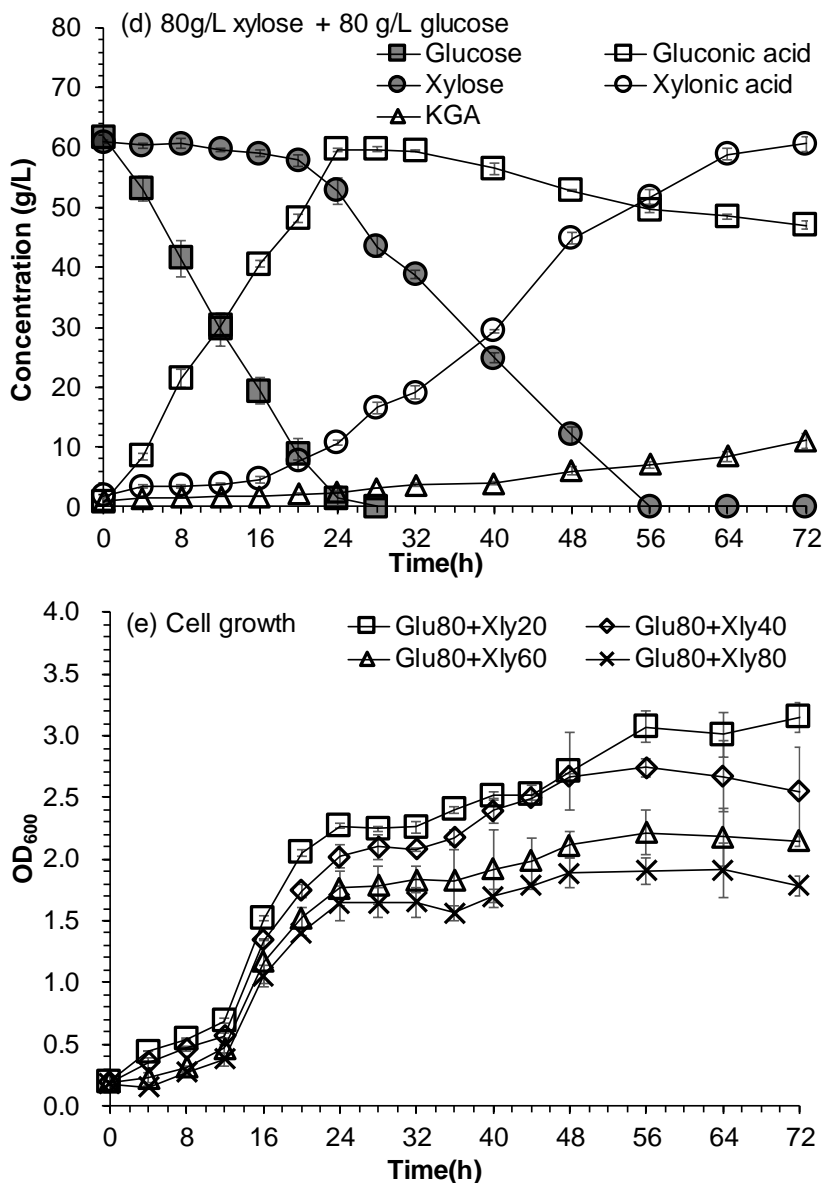 (d) 80g/L xylose + 80 g/L glucose
Glucose Gluconic acid
Xylose Xylonic acid
KGA
80
70
60
50
40
30
20
10
0
Concentration (g/L)
0 8 16 24 32 40 48 56 64 72
Time(h)
(e) Cell growth
Glu80+Xly20 Glu80+Xly40
Glu80+Xly60 Glu80+Xly80
4.0
3.5
3.0
2.5
2.0
1.5
1.0
0.5
0.0
OD600
0 8 16 24 32 40 48 56 64 72
Time(h)